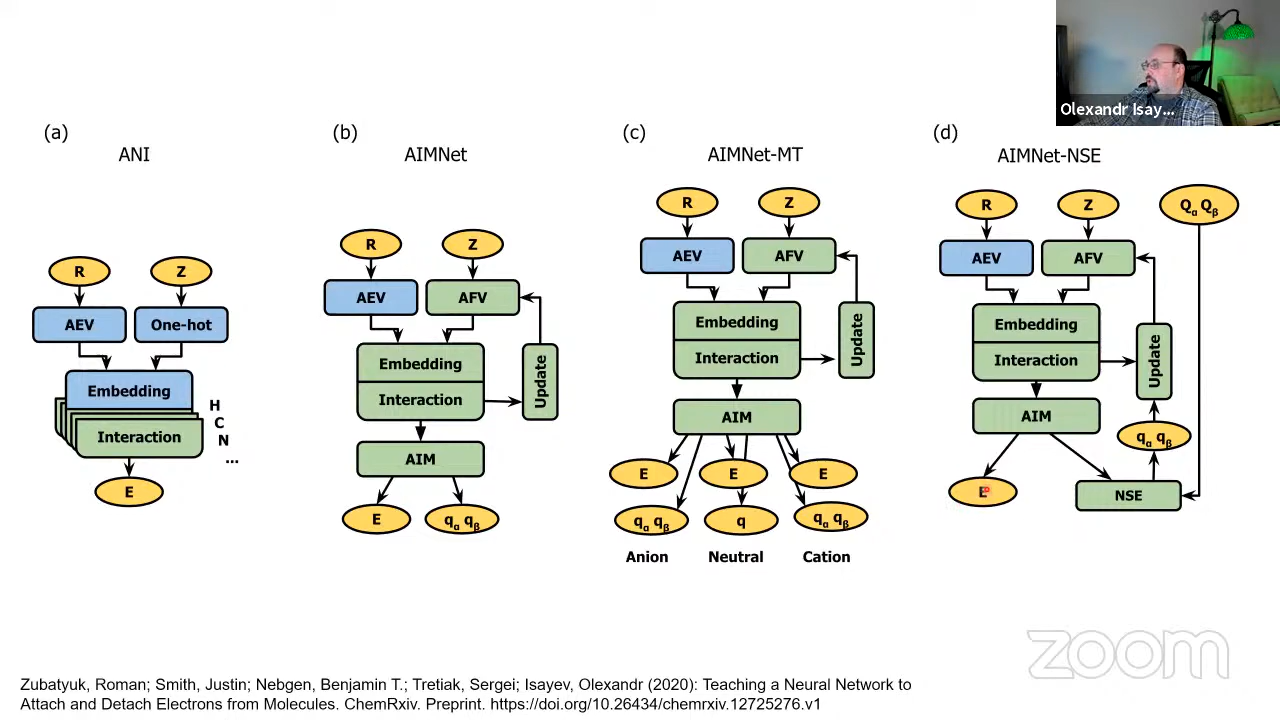 Olexandr Isay...
(a)
ANI
R
Z
AEV
One-hot
Embedding
Interaction
H
C
N
...
E
(b)
AIMNet
R
Z
AEV
AFV
Embedding
Interaction
Update
AIM
E
qα qβ
(c)
AIMNet-MT
R
Z
AEV
AFV
Embedding
Interaction
Update
AIM
E
E
E
qα qβ
q
qα qβ
Anion
Neutral
Cation
(d)
AIMNet-NSE
R
Z
Qα Qβ
AEV
AFV
Embedding
Interaction
Update
AIM
qα qβ
E
NSE
zoom
Zubatyuk, Roman; Smith, Justin; Nebgen, Benjamin T.; Tretiak, Sergei; Isayev, Olexandr (2020): Teaching a Neural Network to
Attach and Detach Electrons from Molecules. ChemRxiv. Preprint. https://doi.org/10.26434/chemrxiv.12725276.v1